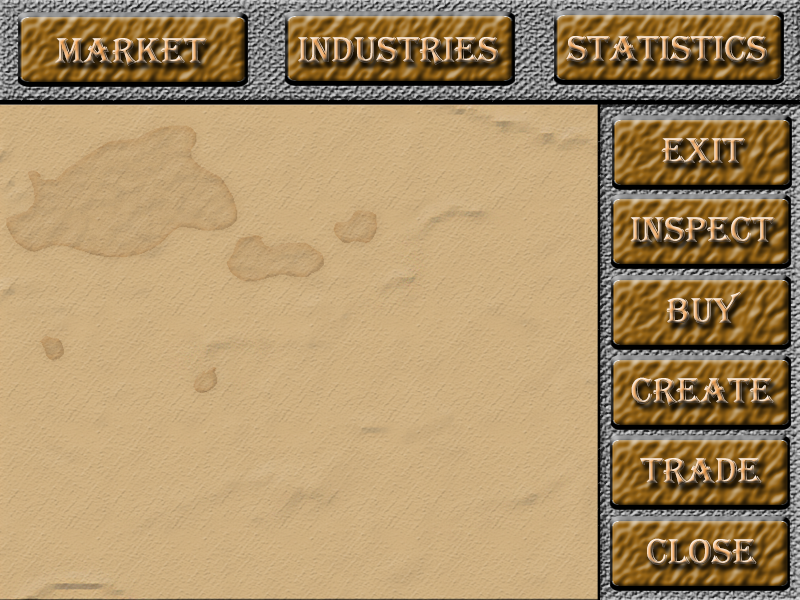 MARKET
INDUSTRIES
STATISTICS
EXIT
INSPECT
BUY
CREATE
TRADE
CLOSE